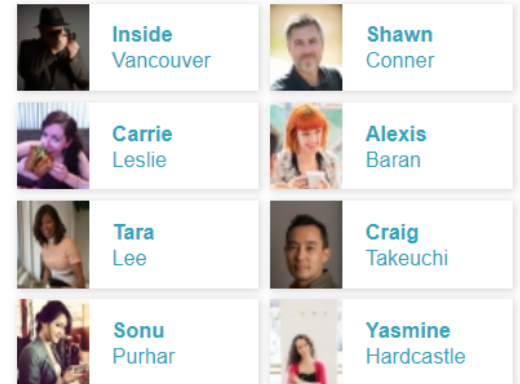 Inside
Vancouver
Shawn
Conner
Carrie
Leslie
Alexis
Baran
Tara
Lee
Craig
Takeuchi
Sonu
Purhar
Yasmine
Hardcastle